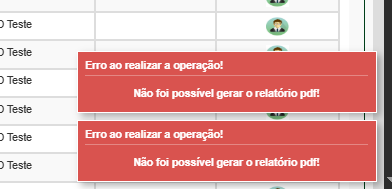 O Teste
O Teste
O Teste
Erro ao realizar a operação!
O Teste
Não foi possível gerar o relatório pdf!
O Teste
O Teste
Erro ao realizar a operação!
O Teste
Não foi possível gerar o relatório pdf!